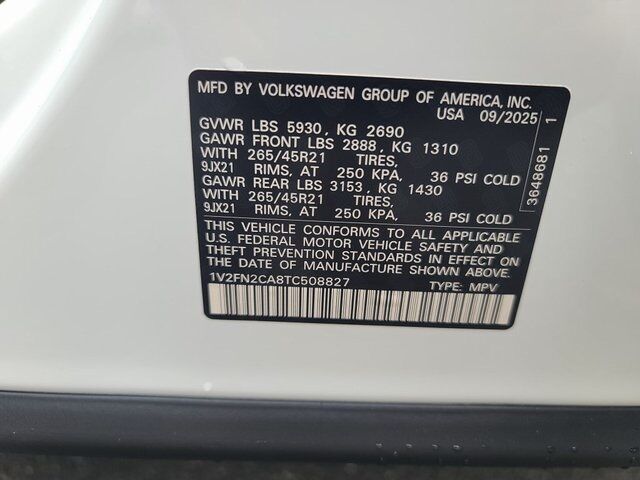 MFD BY VOLKSWAGEN GROUP OF AMERICA, INC.
USA 09/2025
GVWR LBS 5930, KG 2690
GAWR FRONT LBS 2888, KG 1310
WITH 265/45R21 TIRES,
9JX21 RIMS, AT 250 KPA, 36 PSI COLD
GAWR REAR LBS 3153, KG 1430
WITH 265/45R21 TIRES,
9JX21 RIMS, AT 250 KPA, 36 PSI COLD
THIS VEHICLE CONFORMS TO ALL APPLICABLE
U.S. FEDERAL MOTOR VEHICLE SAFETY AND
THEFT PREVENTION STANDARDS IN EFFECT ON
THE DATE OF MANUFACTURE SHOWN ABOVE.
1V2FN2CA8TC508827 TYPE: MPV
3648681 1